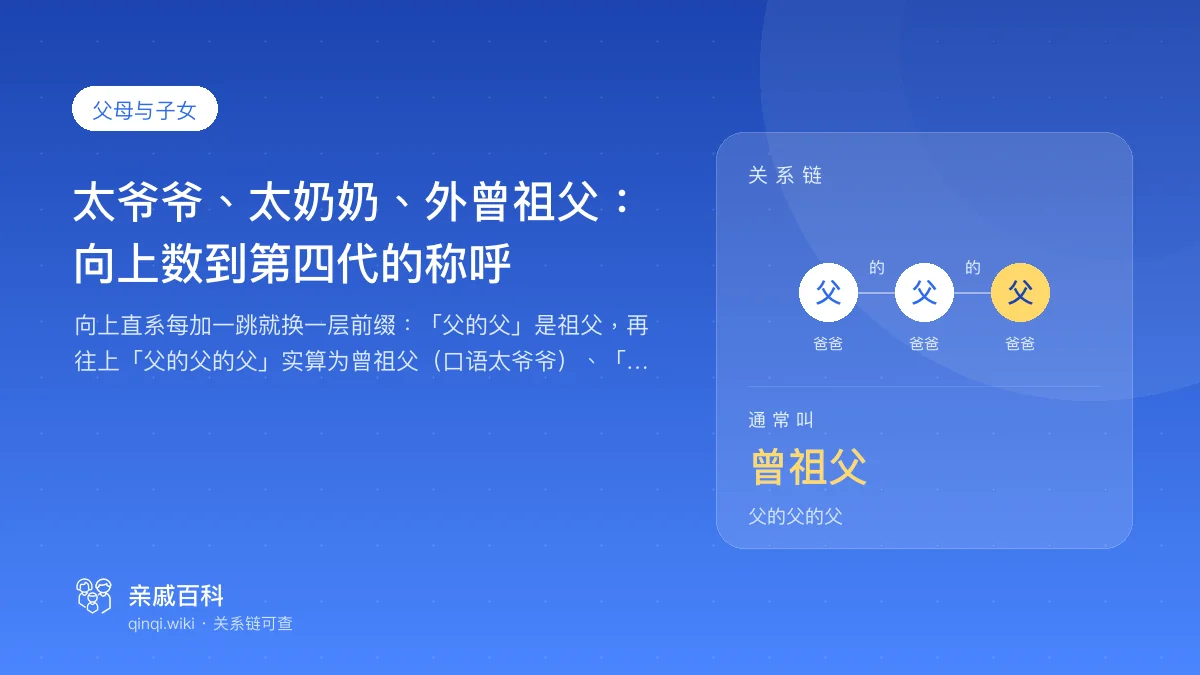 父母与子女
太爷爷、太奶奶、外曾祖父：
向上数到第四代的称呼
向上直系每加一跳就换一层前缀：「父的父」是祖父，再
往上「父的父的父」实算为曾祖父（口语太爷爷）、「…
亲戚百科
qinqi.wiki · 关系链可查
关系链
父 的 父 的 父
爸爸 爸爸 爸爸
通常叫
曾祖父
父的父的父